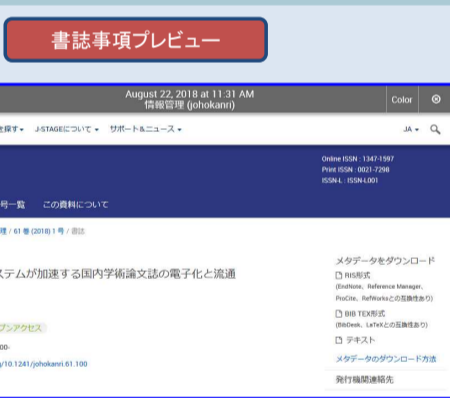 書誌事項プレビュー
August 22, 2018 at 11:31 AM
情報管理 (johokanri)
Color
を探す
J-STAGEについて
サポート&ニュース
JA
Online ISSN : 1347-1597
Print ISSN : 0021-7298
ISSN-L : ISSN-L001
号一覧
この資料について
理 / 61 巻 (2018) 1 号 / 書誌
ステムが加速する国内学術論文誌の電子化と流通
プンアクセス
00-
/10.1241/johokanri.61.100
メタデータをダウンロード
RIS形式
(EndNote、Reference Manager、
ProCite、RefWorksとの互換性あり)
BIB TEX形式
(BibDesk、LaTeXとの互換性あり)
テキスト
メタデータのダウンロード方法
発行機関連絡先